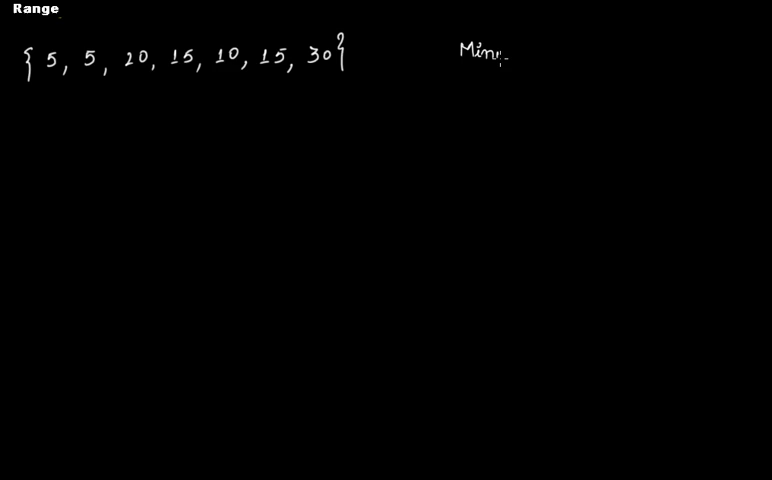 Range
{ 5, 5, 20, 15, 10, 15, 30}